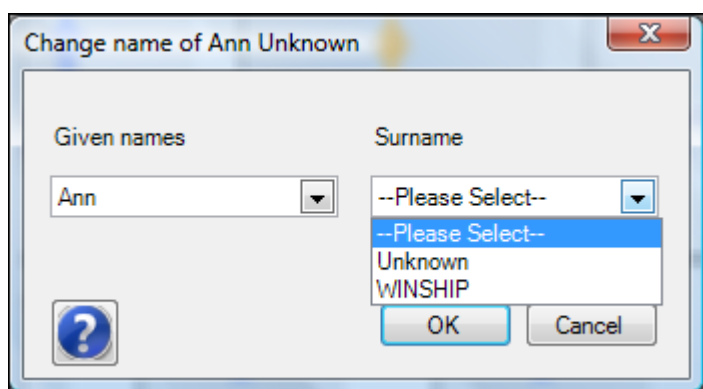 Change name of Ann Unknown
x
Given names
Surname
Ann
--Please Select--
--Please Select--
Unknown
WINSHIP
?
OK
Cancel